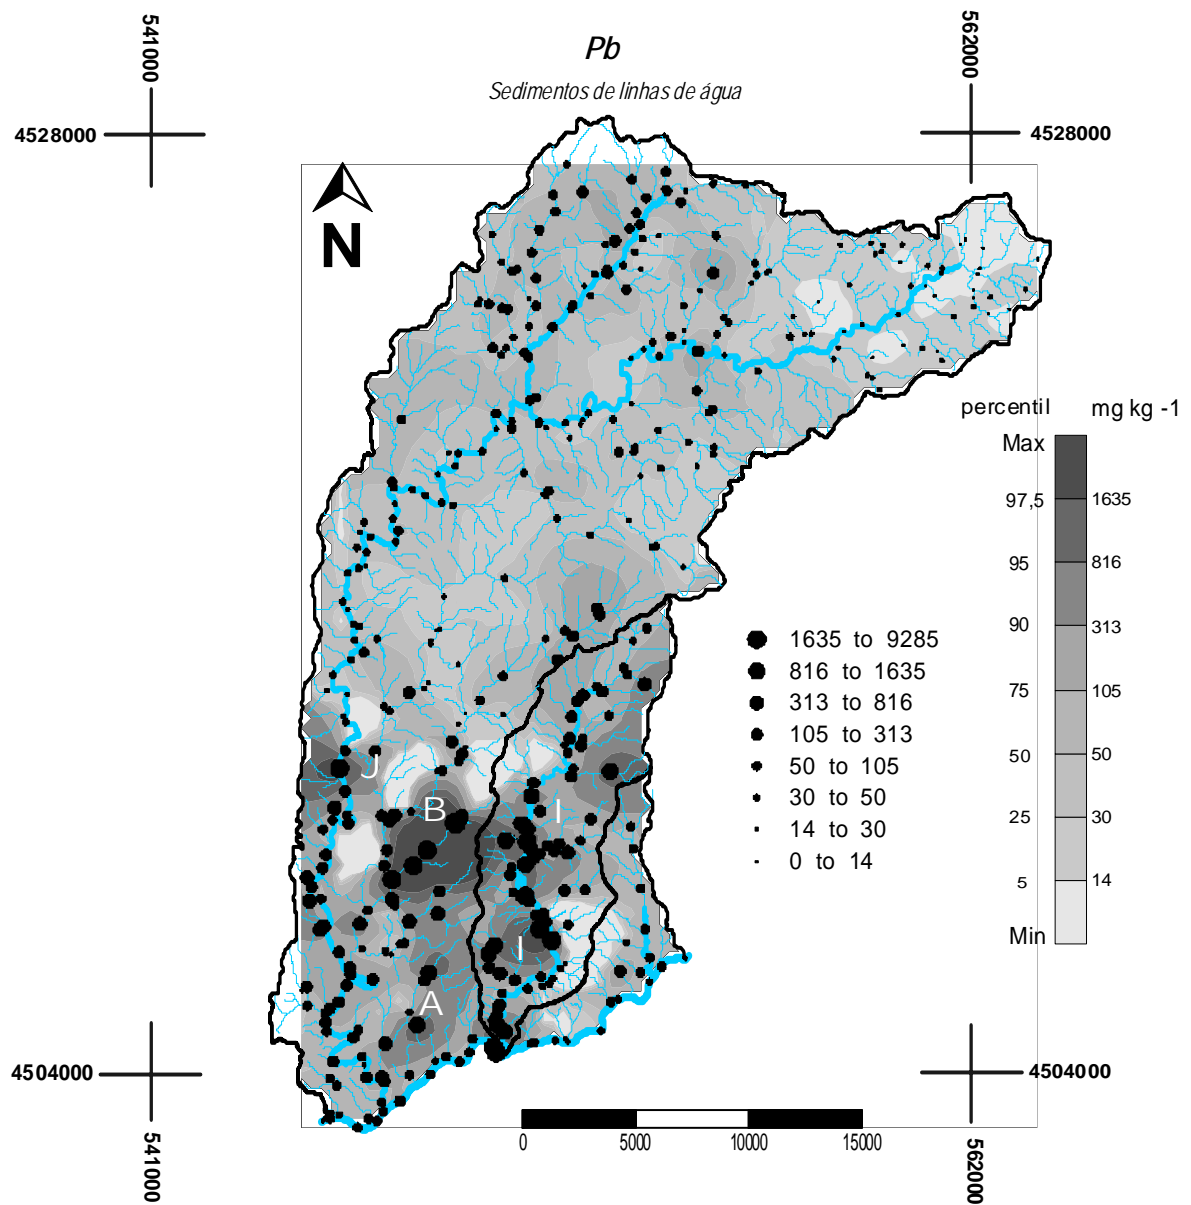 541000
562000
Pb
Sedimentos de linhas de água
4528000
4528000
N
percentil mg kg -1
Max
97,5 1635
95 816
90 313
75 105
50 50
25 30
5 14
Min
1635 to 9285
816 to 1635
313 to 816
105 to 313
50 to 105
30 to 50
14 to 30
0 to 14
J
B
I
I
A
4504000
4504000
0 5000 10000 15000
541000
562000